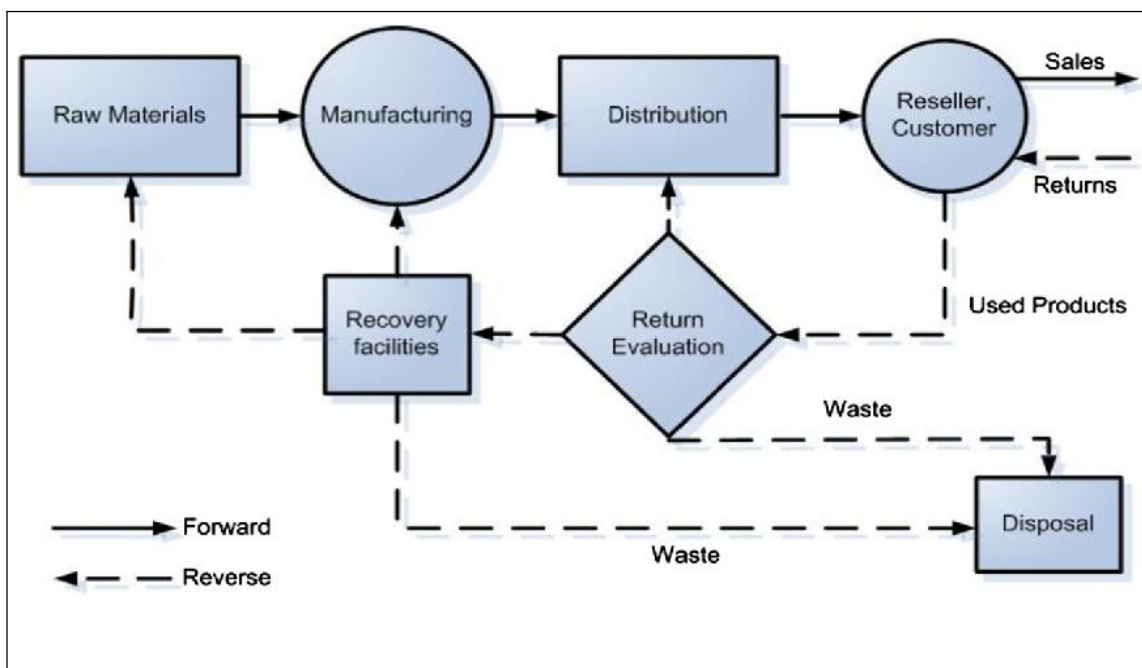 Raw Materials
Manufacturing
Distribution
Reseller,
Customer
Sales
Returns
Used Products
Recovery
facilities
Return
Evaluation
Waste
Disposal
Waste
Forward
Reverse